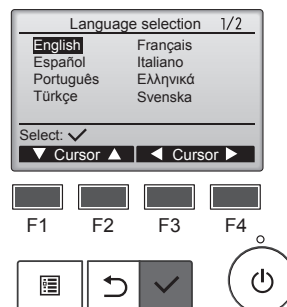 Language selection 1/2
English Français
Español Italiano
Português Ελληνικά
Türkçe Svenska
Select: ✓
▼ Cursor ▲ ◀ Cursor ▶
F1 F2 F3 F4